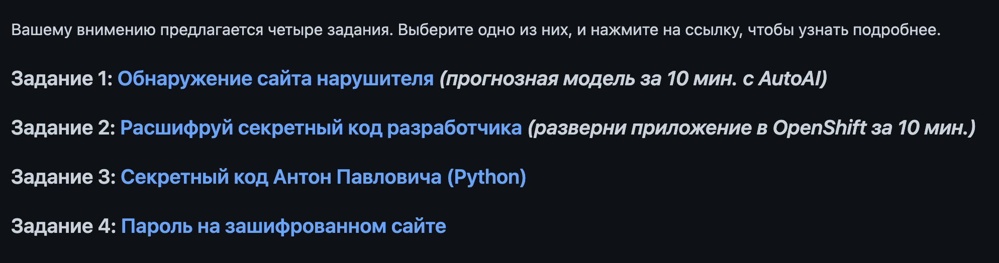 Вашему внимению предлагается четыре задания. Выберите одно из них, и нажмите на ссылку, чтобы узнать подробнее.
Задание 1: Обнаружение сайта нарушителя (прогнозная модель за 10 мин. с AutoAI)
Задание 2: Расшифруй секретный код разработчика (разверни приложение в OpenShift за 10 мин.)
Задание 3: Секретный код Антон Павловича (Python)
Задание 4: Пароль на зашифрованном сайте